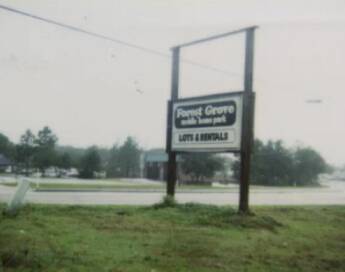 Forest Grove
mobile home park
LOTS & RENTALS